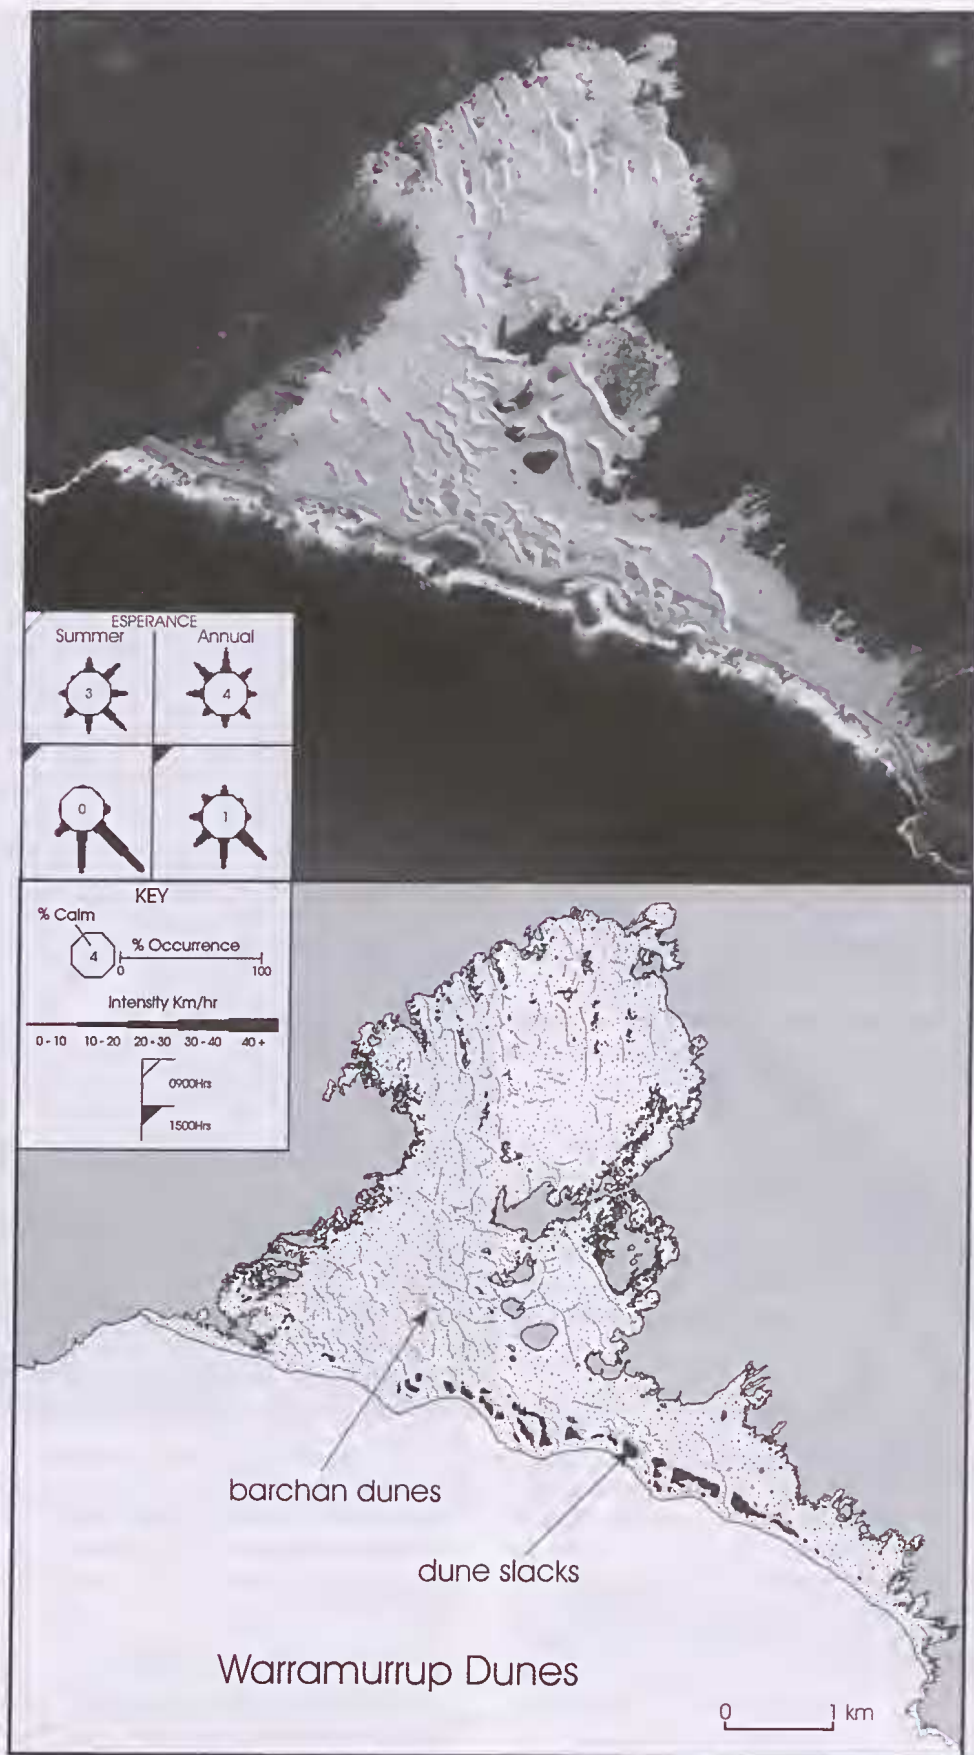 ESPERANCE
Summer Annual
3 4
0 1
KEY
% Calm
4 % Occurrence
0 100
Intensity Km/hr
0 - 10 10 - 20 20 - 30 30 - 40 40 +
0900Hrs
1500Hrs
barchan dunes
dune slacks
Warramurrup Dunes
0 1 km